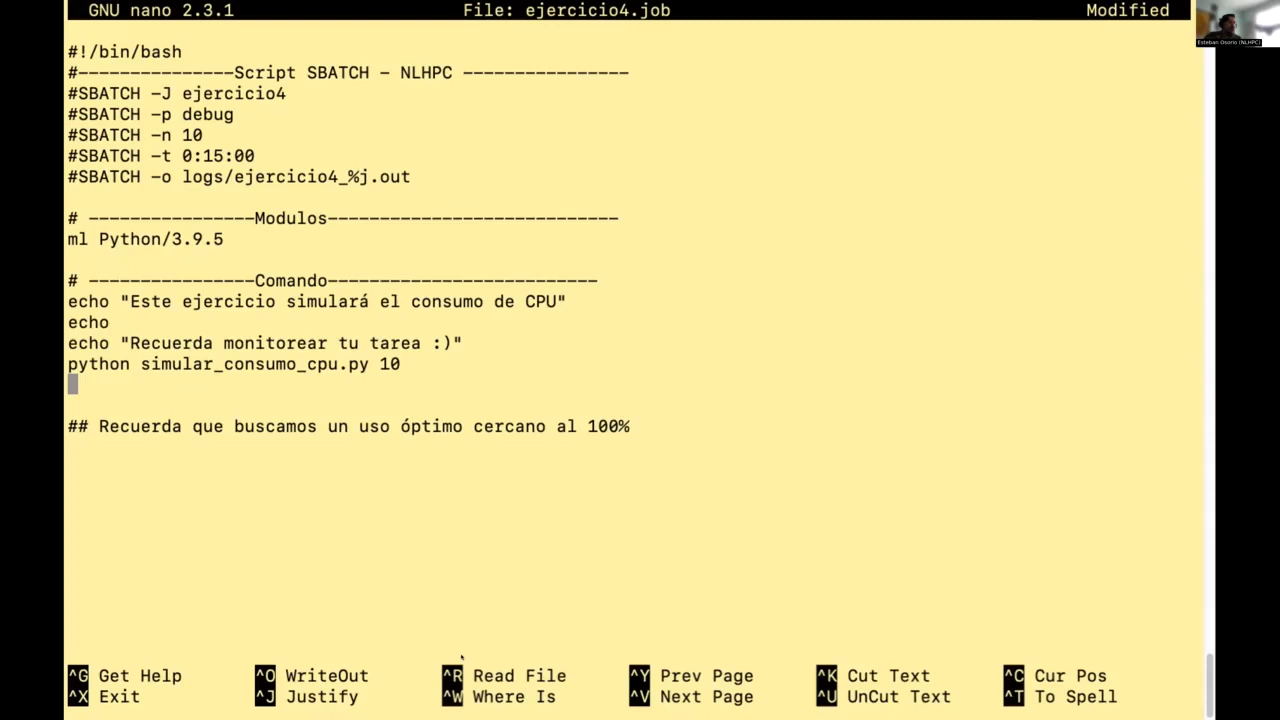 GNU nano 2.3.1 File: ejercicio4.job Modified
#!/bin/bash
#---------------Script SBATCH - NLHPC ----------------
#SBATCH -J ejercicio4
#SBATCH -p debug
#SBATCH -n 10
#SBATCH -t 0:15:00
#SBATCH -o logs/ejercicio4_%j.out
# ----------------Modulos----------------------------
ml Python/3.9.5
# ----------------Comando--------------------------
echo "Este ejercicio simulará el consumo de CPU"
echo
echo "Recuerda monitorear tu tarea :)"
python simular_consumo_cpu.py 10
## Recuerda que buscamos un uso óptimo cercano al 100%
^G Get Help ^O WriteOut ^R Read File ^Y Prev Page ^K Cut Text ^C Cur Pos
^X Exit ^J Justify ^W Where Is ^V Next Page ^U UnCut Text ^T To Spell
Esteban Osorio (NLHPC)